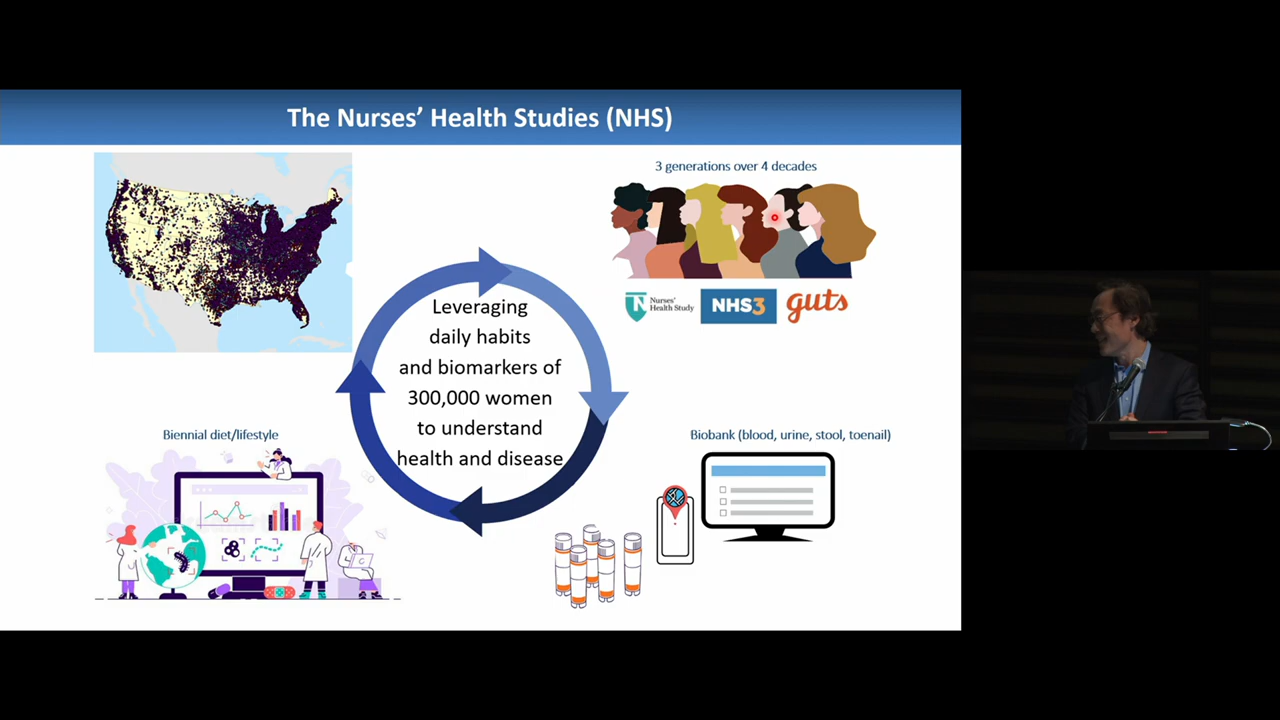 The Nurses’ Health Studies (NHS)
3 generations over 4 decades
Nurses’
Health Study
NHS3
guts
Leveraging
daily habits
and biomarkers of
300,000 women
to understand
health and disease
Biennial diet/lifestyle
Biobank (blood, urine, stool, toenail)